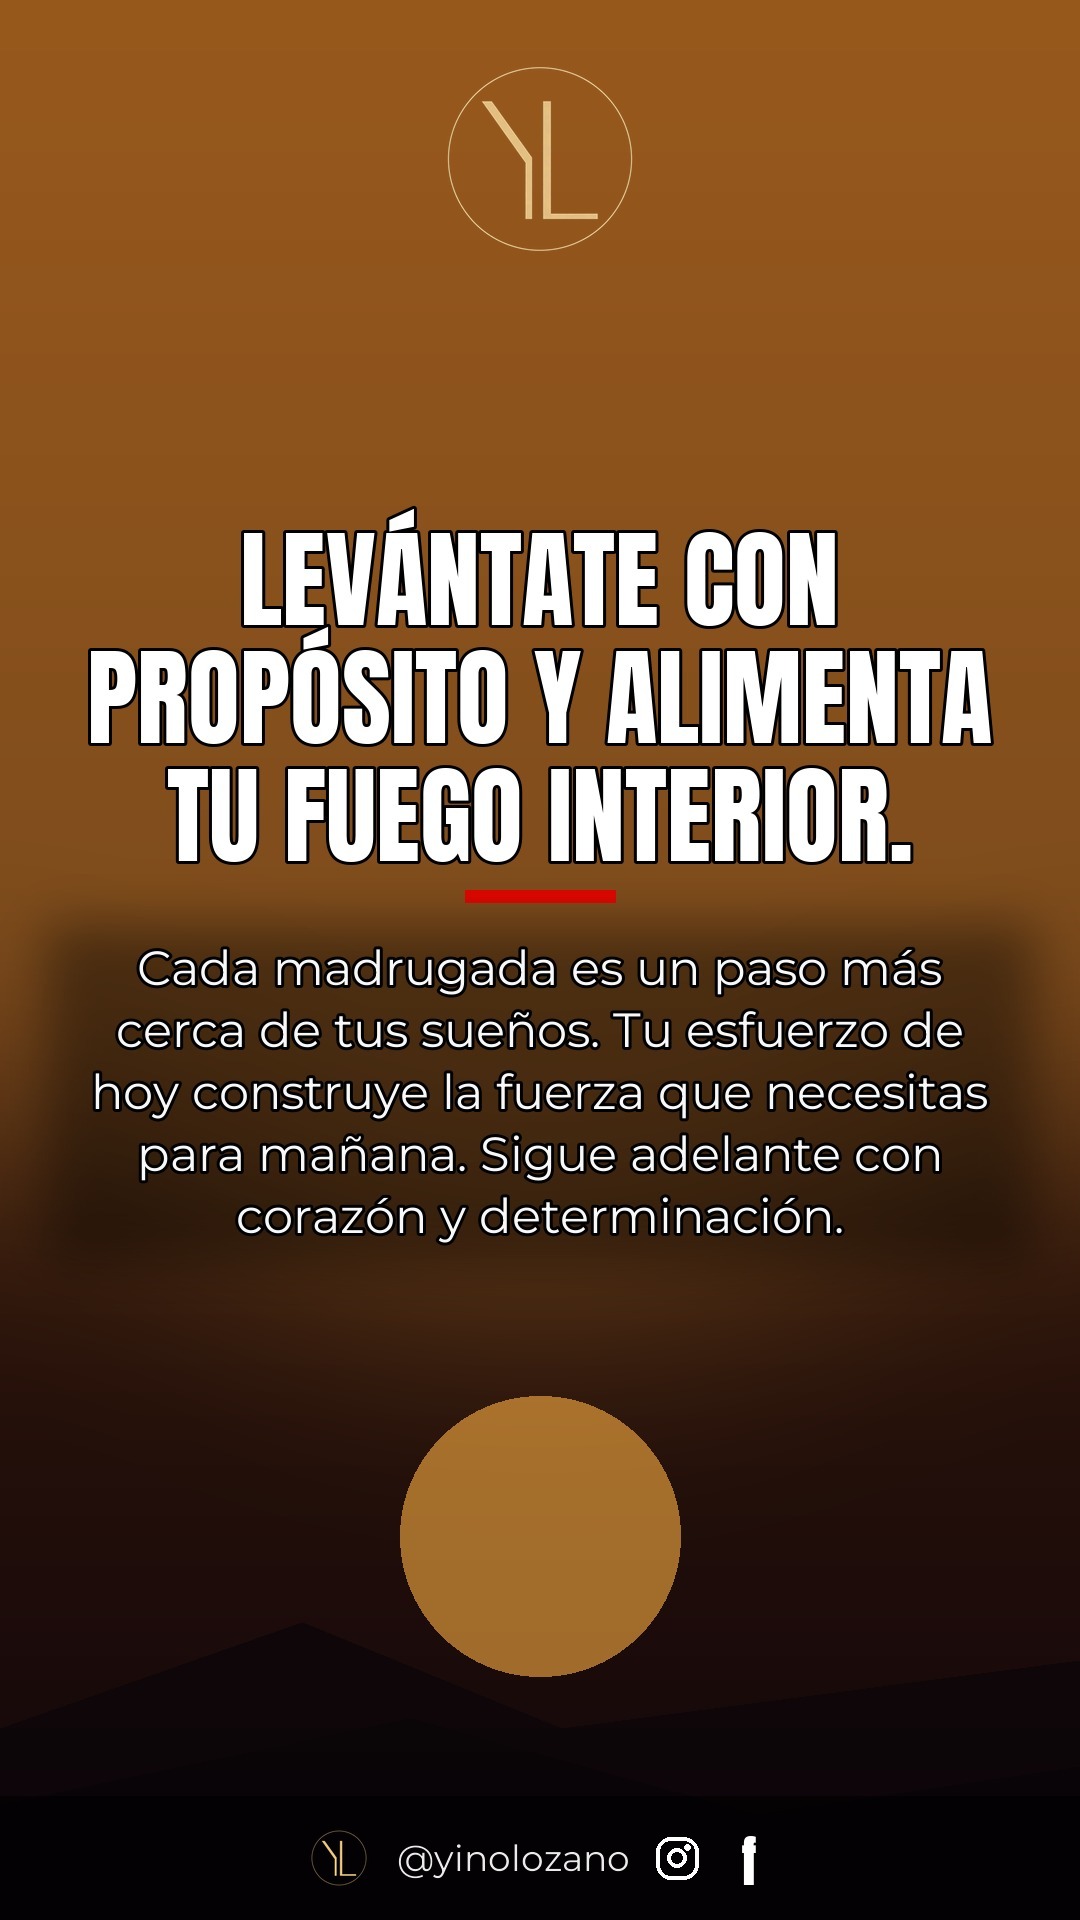 YL
LEVÁNTATE CON
PROPÓSITO Y ALIMENTA
TU FUEGO INTERIOR.
Cada madrugada es un paso más
cerca de tus sueños. Tu esfuerzo de
hoy construye la fuerza que necesitas
para mañana. Sigue adelante con
corazón y determinación.
YL @yinolozano f